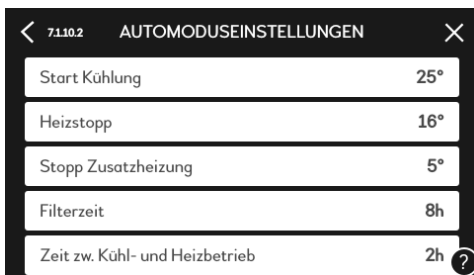 7.1.10.2 AUTOMODUSEINSTELLUNGEN
Start Kühlung 25°
Heizstopp 16°
Stopp Zusatzheizung 5°
Filterzeit 8h
Zeit zw. Kühl- und Heizbetrieb 2h
?